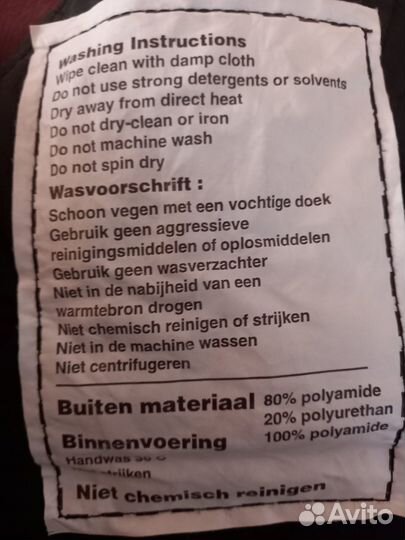 Washing Instructions
Wipe clean with damp cloth
Do not use strong detergents or solvents
Dry away from direct heat
Do not dry-clean or iron
Do not machine wash
Do not spin dry
Wasvoorschrift :
Schoon vegen met een vochtige doek
Gebruik geen aggressieve
reinigingsmiddelen of oplosmiddelen
Gebruik geen wasverzachter
Niet in de nabijheid van een
warmtebron drogen
Niet chemisch reinigen of strijken
Niet in de machine wassen
Niet centrifugeren
Buiten materiaal 80% polyamide
20% polyurethan
Binnenvoering 100% polyamide
Handwas 30
Niet chemisch reinigen
Avito